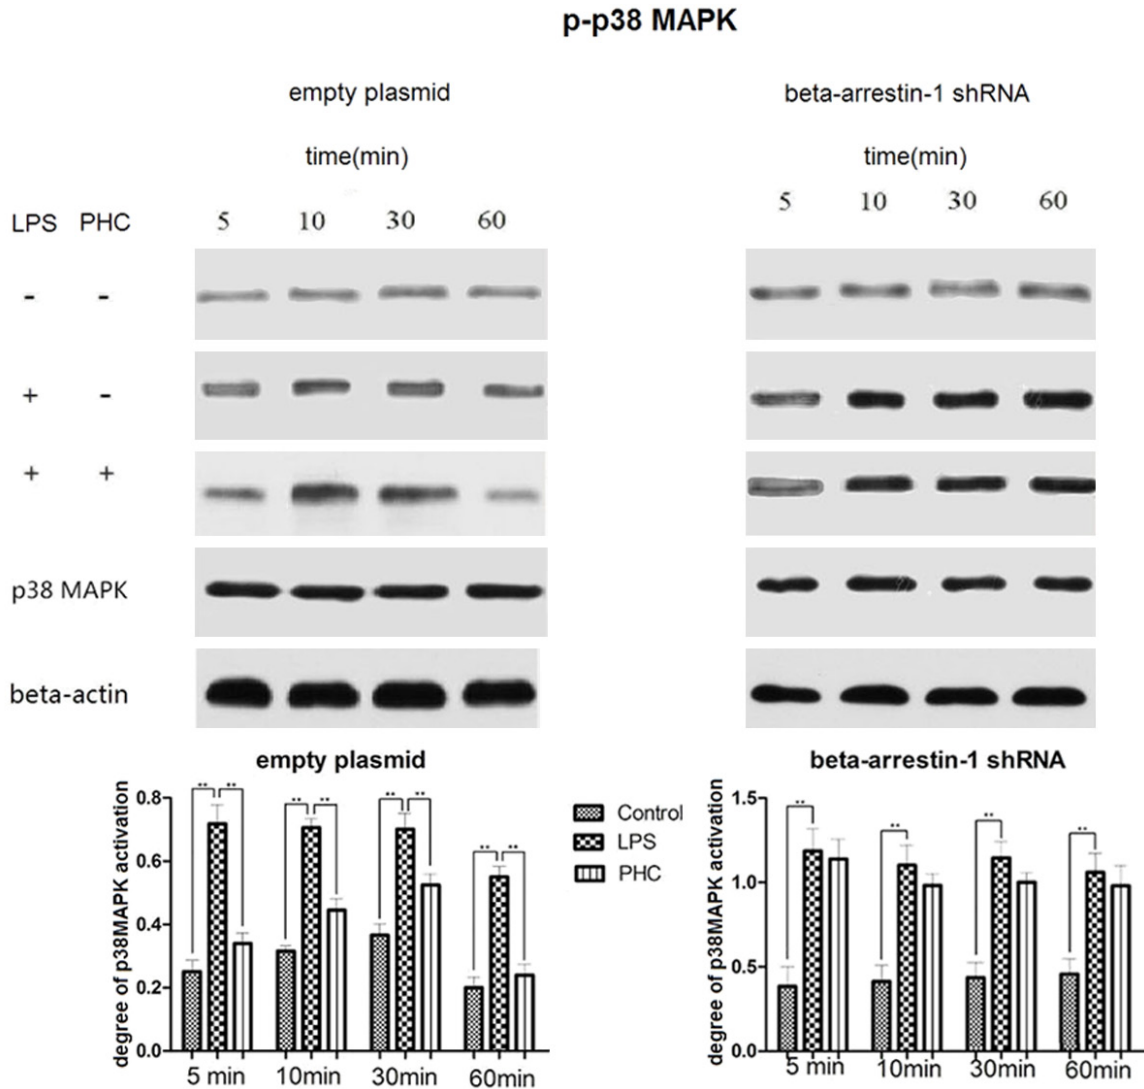 p-p38 MAPK
empty plasmid
beta-arrestin-1 shRNA
time(min)
time(min)
LPS PHC 5 10 30 60
5 10 30 60
- -
+ -
+ +
p38 MAPK
beta-actin
empty plasmid
degree of p38MAPK activation
0.8
0.6
0.4
0.2
0.0
** ** ** ** ** ** ** **
5 min 10min 30min 60min
Control
LPS
PHC
beta-arrestin-1 shRNA
degree of p38MAPK activation
1.5
1.0
0.5
0.0
** ** ** **
5 min 10min 30min 60min